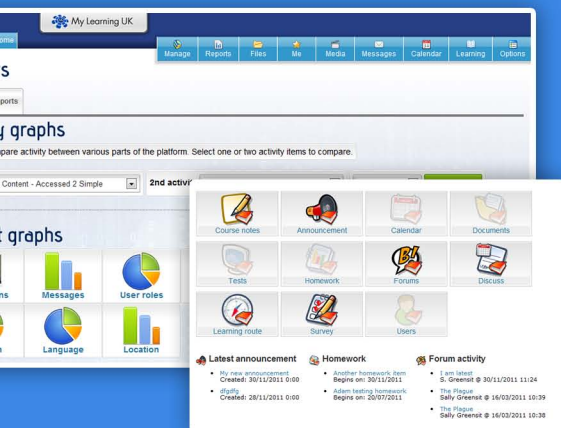 My Learning UK
ome
Manage Reports Files Me Media Messages Calendar Learning Options
s
ports
y graphs
pare activity between various parts of the platform. Select one or two activity items to compare.
Content - Accessed 2 Simple
2nd activi
t graphs
ns Messages User roles
Language Location
Course notes Announcement Calendar Documents
Tests Homework Forums Discuss
Learning route Survey Users
Latest announcement
My new announcement
Created: 30/11/2011 0:00
dfgdfg
Created: 28/11/2011 0:00
Homework
Another homework item
Begins on: 30/11/2011
Adem testing homework
Begins on: 20/07/2011
Forum activity
I am latest
S. Greensit @ 30/11/2011 11:24
The Plague
Sally Greensit @ 16/03/2011 10:39
The Plague
Sally Greensit @ 16/03/2011 10:38